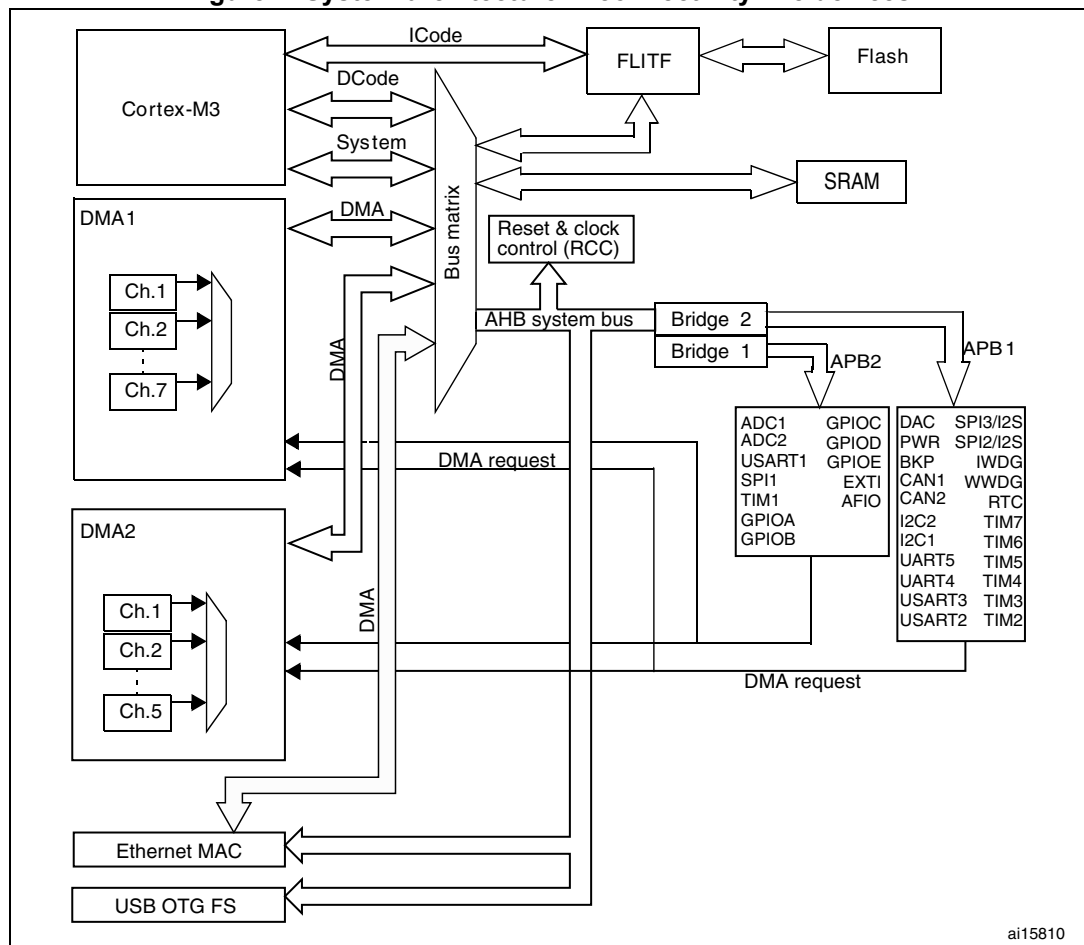 ICode
FLITF
Flash
Cortex-M3
DCode
System
SRAM
DMA1
DMA
Bus matrix
Reset & clock
control (RCC)
Ch.1
Ch.2
Ch.7
AHB system bus
Bridge 2
Bridge 1
APB2
APB1
DMA
ADC1 GPIOC
ADC2 GPIOD
USART1 GPIOE
SPI1 EXTI
TIM1 AFIO
GPIOA
GPIOB
DAC SPI3/I2S
PWR SPI2/I2S
BKP IWDG
CAN1 WWDG
CAN2 RTC
I2C2 TIM7
I2C1 TIM6
UART5 TIM5
UART4 TIM4
USART3 TIM3
USART2 TIM2
DMA request
DMA2
Ch.1
Ch.2
Ch.5
DMA
DMA request
Ethernet MAC
USB OTG FS
ai15810